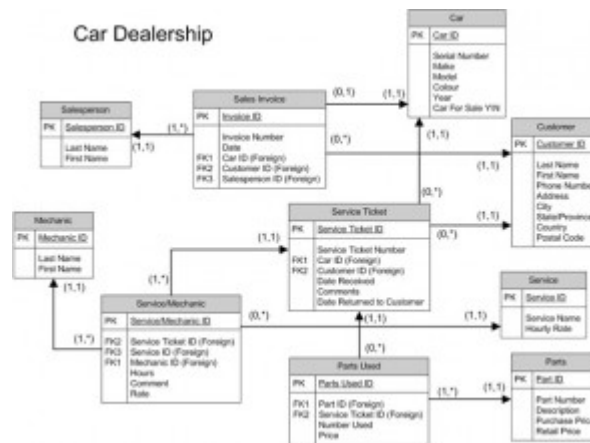 Car Dealership
Car
PK Car ID
Serial Number
Make
Model
Colour
Year
Car For Sale Y/N
(0,1)
(1,1)
(1,1)
Salesperson
PK Salesperson ID
Last Name
First Name
(1,1)
(1,*)
Sales Invoice
PK Invoice ID
Invoice Number
Date
FK1 Car ID (Foreign)
FK2 Customer ID (Foreign)
FK3 Salesperson ID (Foreign)
(0,*)
(1,1)
Customer
PK Customer ID
Last Name
First Name
Phone Number
Address
City
State/Province
Country
Postal Code
Mechanic
PK Mechanic ID
Last Name
First Name
(1,1)
(1,*)
(1,1)
(1,*)
(0,*)
Service Ticket
PK Service Ticket ID
Service Ticket Number
FK1 Car ID (Foreign)
FK2 Customer ID (Foreign)
Date Received
Comments
Date Returned to Customer
(1,1)
(0,*)
Service
PK Service ID
Service Name
Hourly Rate
Service/Mechanic
PK Service/Mechanic ID
FK2 Service Ticket ID (Foreign)
FK3 Service ID (Foreign)
FK1 Mechanic ID (Foreign)
Hours
Comment
Rate
(0,*)
(1,1)
(1,1)
(0,*)
Parts Used
PK Parts Used ID
FK1 Part ID (Foreign)
FK2 Service Ticket ID (Foreign)
Number Used
Price
(1,*)
(1,1)
Parts
PK Part ID
Part Number
Description
Purchase Price
Retail Price